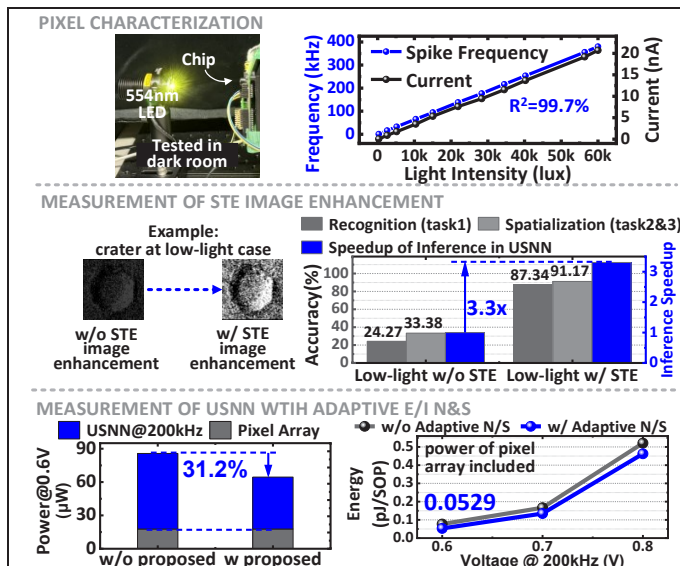 PIXEL CHARACTERIZATION
Chip
554nm
LED
Tested in
dark room
Frequency (kHz)
400
300
200
100
0
Spike Frequency
Current
R²=99.7%
20
15
10
5
0
Current (nA)
0 10k 20k 30k 40k 50k 60k
Light Intensity (lux)
MEASUREMENT OF STE IMAGE ENHANCEMENT
Example:
crater at low-light case
w/o STE
image
enhancement
w/ STE
image
enhancement
Recognition (task1)
Spatialization (task2&3)
Speedup of Inference in USNN
Accuracy(%)
100
80
60
40
20
0
24.27
33.38
3.3x
87.34
91.17
3
2
1
0
Inference Speedup
Low-light w/o STE
Low-light w/ STE
MEASUREMENT OF USNN WTIH ADAPTIVE E/I N&S
USNN@200kHz
Pixel Array
Power@0.6V
(μW)
90
60
30
0
31.2%
w/o proposed
w proposed
w/o Adaptive N/S
w/ Adaptive N/S
Energy
(pJ/SOP)
0.5
0.4
0.3
0.2
0.1
0.0
power of pixel
array included
0.0529
0.6 0.7 0.8
Voltage @ 200kHz (V)